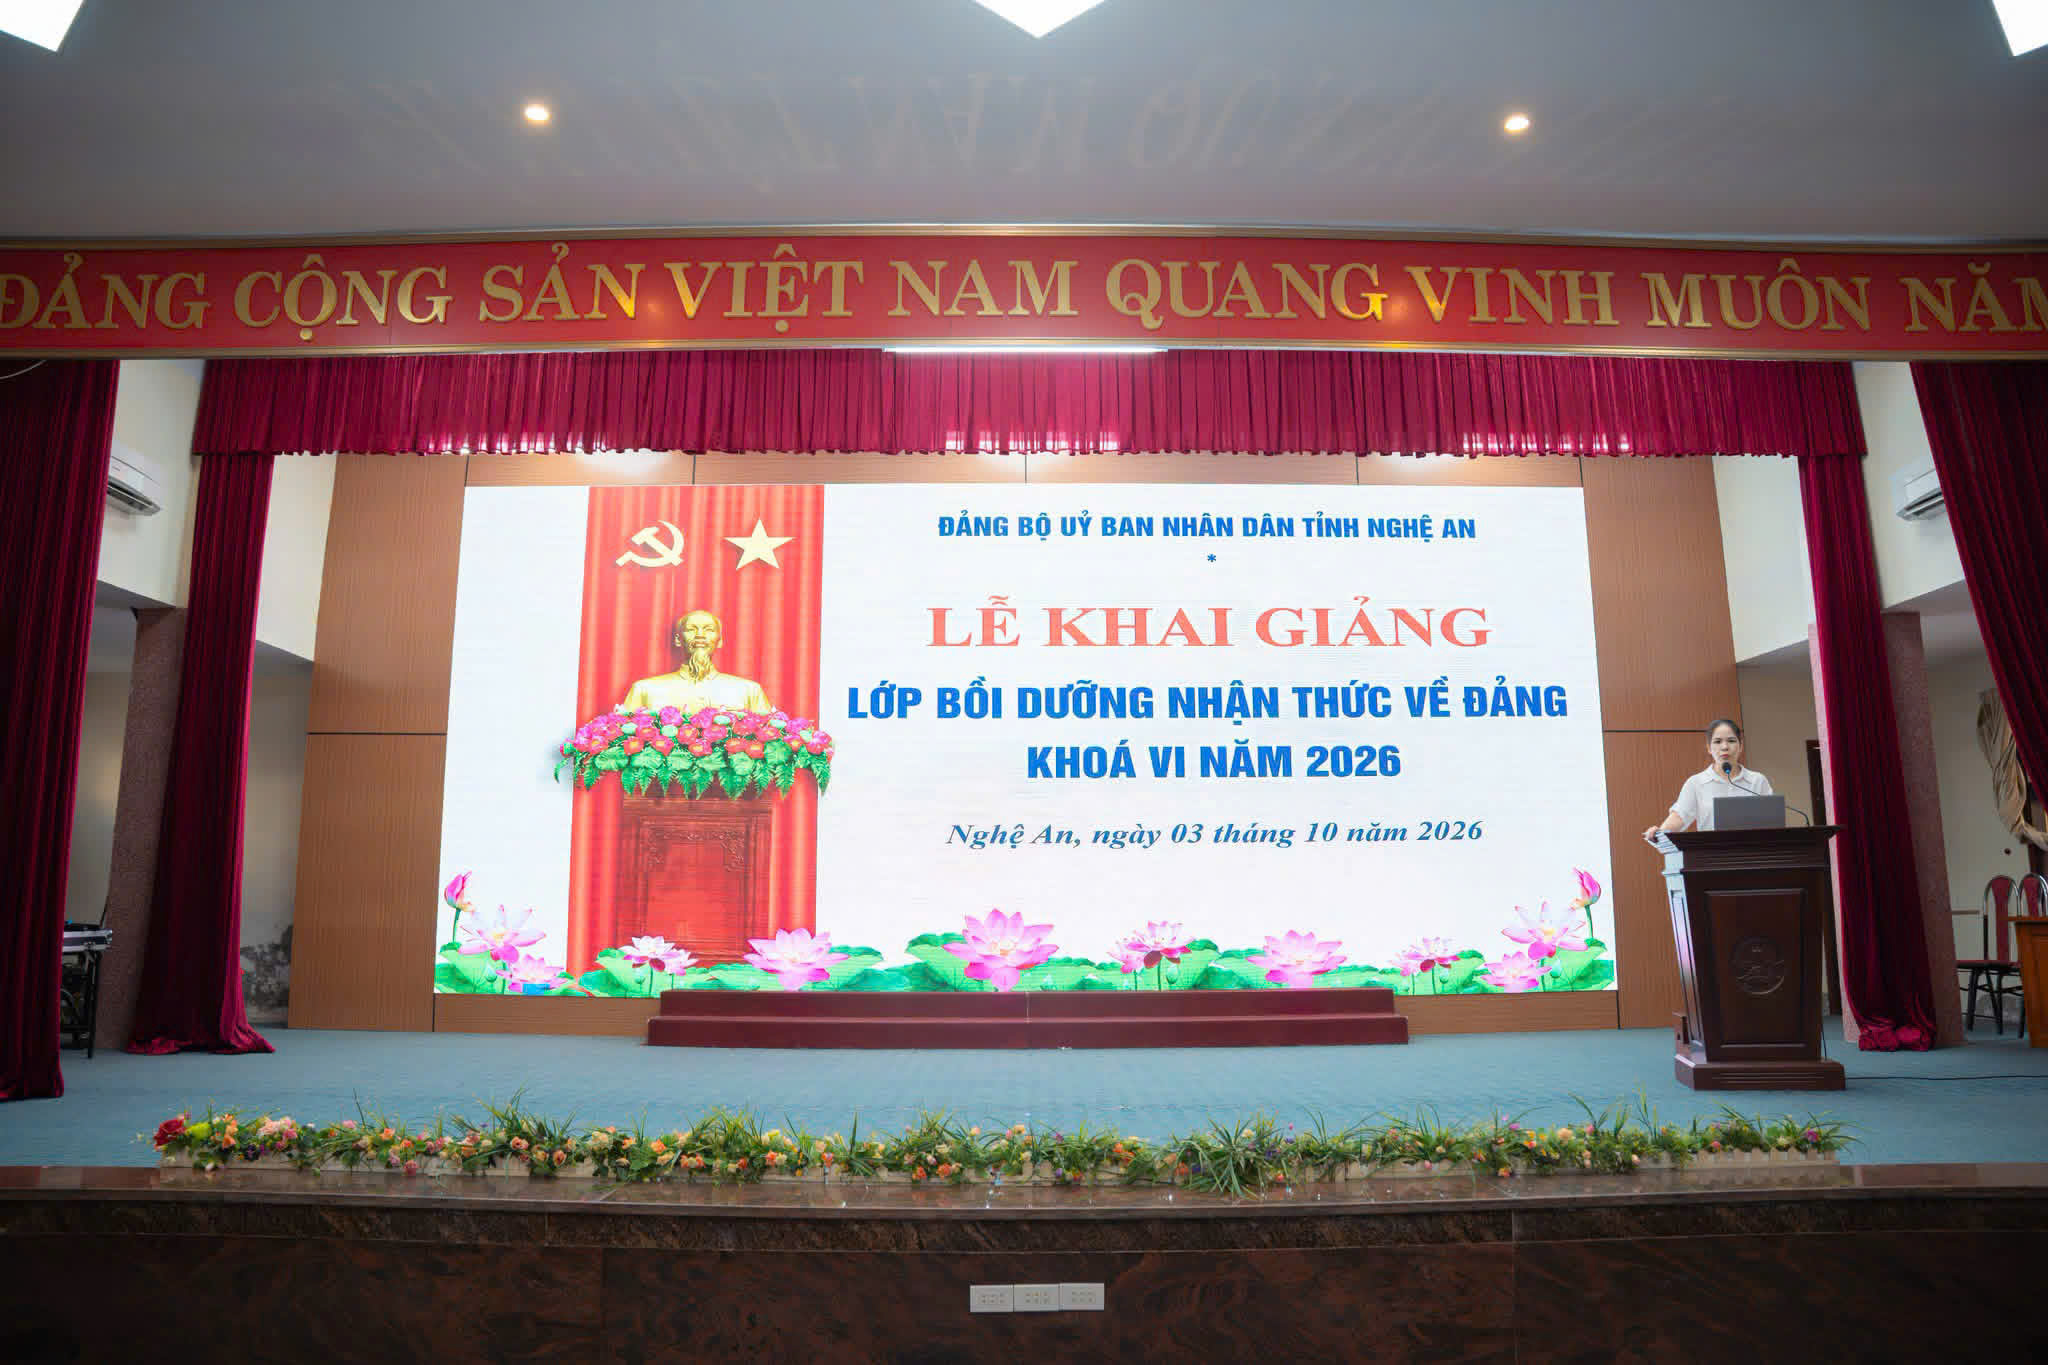 ĐẢNG CỘNG SẢN VIỆT NAM QUANG VINH MUÔN NĂM
ĐẢNG BỘ UỶ BAN NHÂN DÂN TỈNH NGHỆ AN
*
LỄ KHAI GIẢNG
LỚP BỒI DƯỠNG NHẬN THỨC VỀ ĐẢNG
KHOÁ VI NĂM 2026
Nghệ An, ngày 03 tháng 10 năm 2026